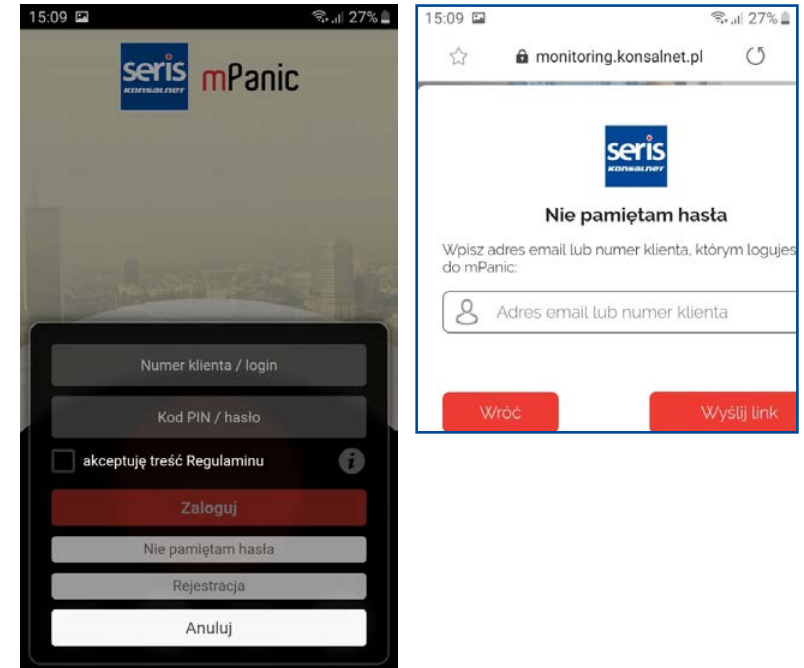 15:09
27%
seris
KONSALNET
mPanic
Numer klienta / login
Kod PIN / hasło
akceptuję treść Regulaminu
i
Zaloguj
Nie pamiętam hasła
Rejestracja
Anuluj
15:09
27%
monitoring.konsalnet.pl
seris
KONSALNET
Nie pamiętam hasła
Wpisz adres email lub numer klienta, którym logujes
do mPanic:
Adres email lub numer klienta
Wróć
Wyślij link